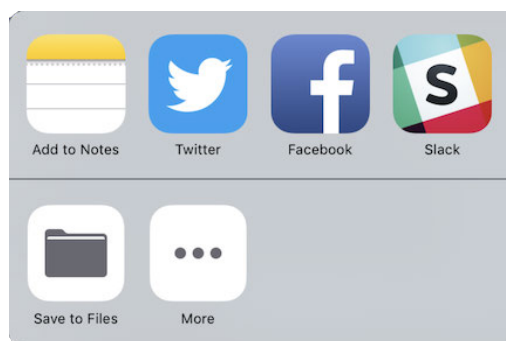 Add to Notes
Twitter
Facebook
S
Slack
Save to Files
More